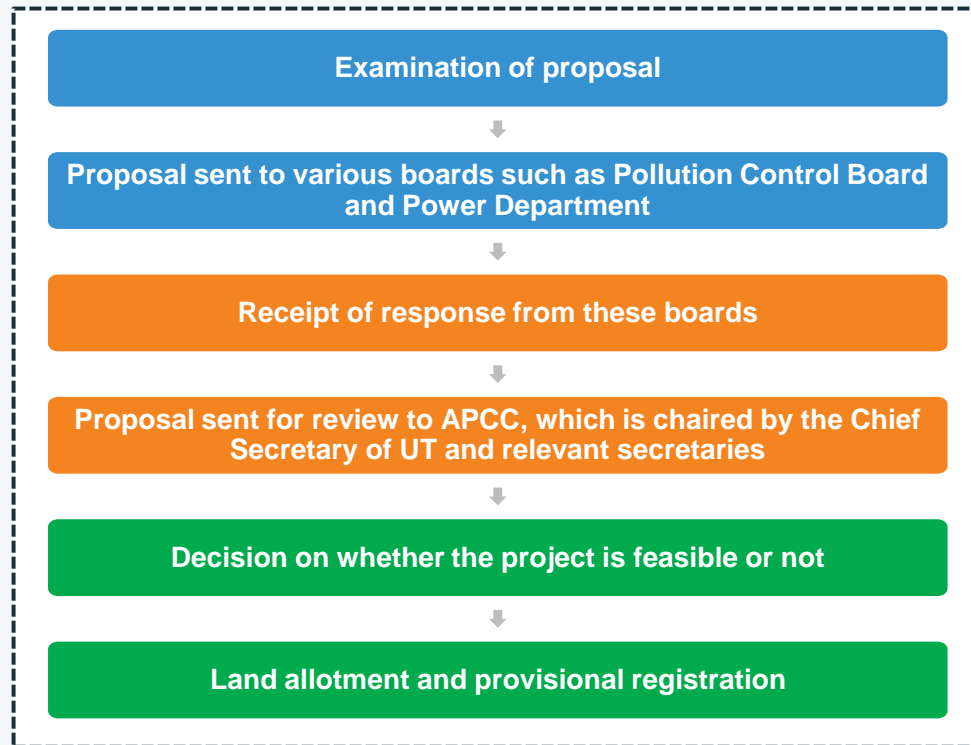 Examination of proposal
Proposal sent to various boards such as Pollution Control Board
and Power Department
Receipt of response from these boards
Proposal sent for review to APCC, which is chaired by the Chief
Secretary of UT and relevant secretaries
Decision on whether the project is feasible or not
Land allotment and provisional registration